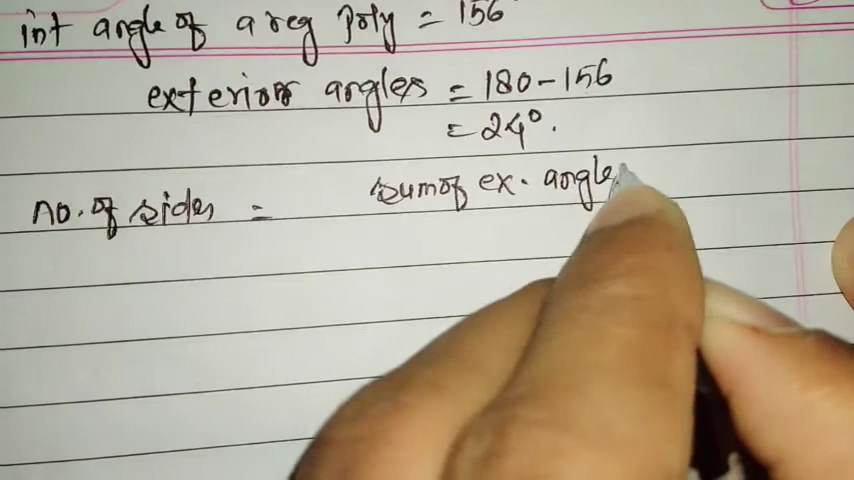 int angle of a reg poly = 156
exterior angles = 180 - 156
= 24°.
no. of sides = sum of ex. angle